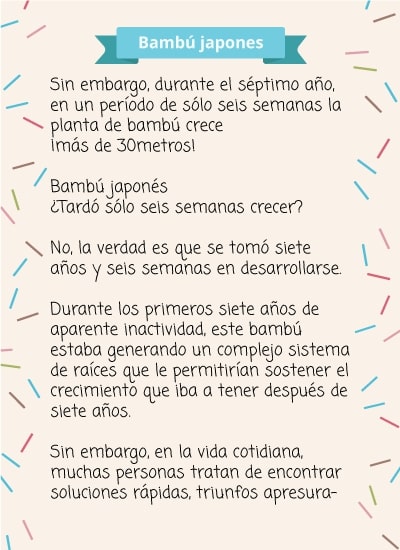 Bambú japones
Sin embargo, durante el séptimo año,
en un período de sólo seis semanas la
planta de bambú crece
¡más de 30metros!
Bambú japonés
¿Tardó sólo seis semanas crecer?
No, la verdad es que se tomó siete
años y seis semanas en desarrollarse.
Durante los primeros siete años de
aparente inactividad, este bambú
estaba generando un complejo sistema
de raíces que le permitirían sostener el
crecimiento que iba a tener después de
siete años.
Sin embargo, en la vida cotidiana,
muchas personas tratan de encontrar
soluciones rápidas, triunfos apresura-